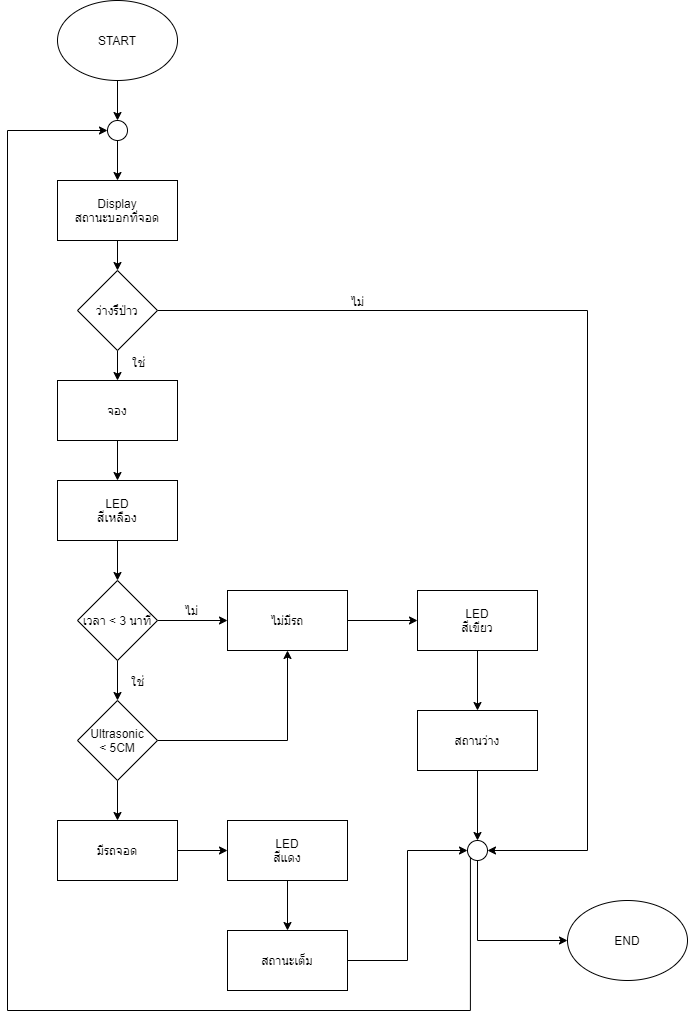 START
Display
สถานะบอกที่จอด
ว่างรึป่าว
ไม่
ใช่
จอง
LED
สีเหลือง
เวลา < 3 นาที
ไม่
ไม่มีรถ
LED
สีเขียว
ใช่
Ultrasonic
< 5CM
สถานว่าง
มีรถจอด
LED
สีแดง
สถานะเต็ม
END